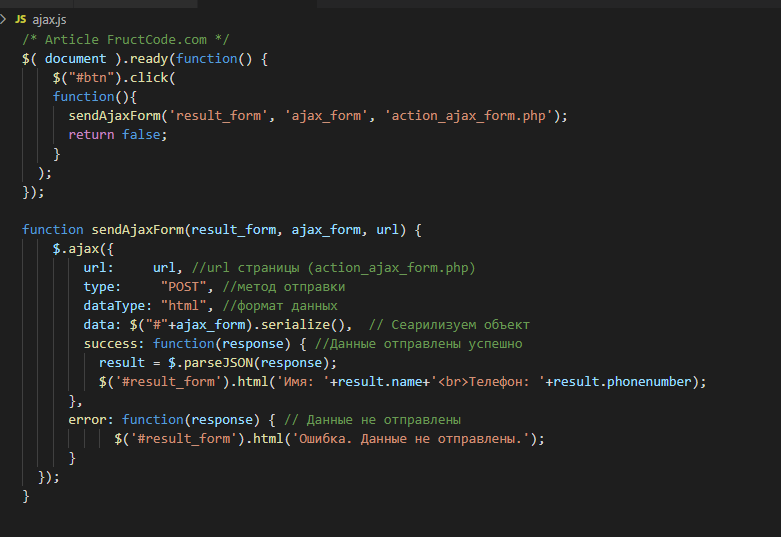 JS ajax.js
/* Article FructCode.com */
$( document ).ready(function() {
$("#btn").click(
function(){
sendAjaxForm('result_form', 'ajax_form', 'action_ajax_form.php');
return false;
}
);
});
function sendAjaxForm(result_form, ajax_form, url) {
$.ajax({
url: url, //url страницы (action_ajax_form.php)
type: "POST", //метод отправки
dataType: "html", //формат данных
data: $("#"+ajax_form).serialize(), // Сеарилизуем объект
success: function(response) { //Данные отправлены успешно
result = $.parseJSON(response);
$('#result_form').html('Имя: '+result.name+'<br>Телефон: '+result.phonenumber);
},
error: function(response) { // Данные не отправлены
$('#result_form').html('Ошибка. Данные не отправлены.');
}
});
}